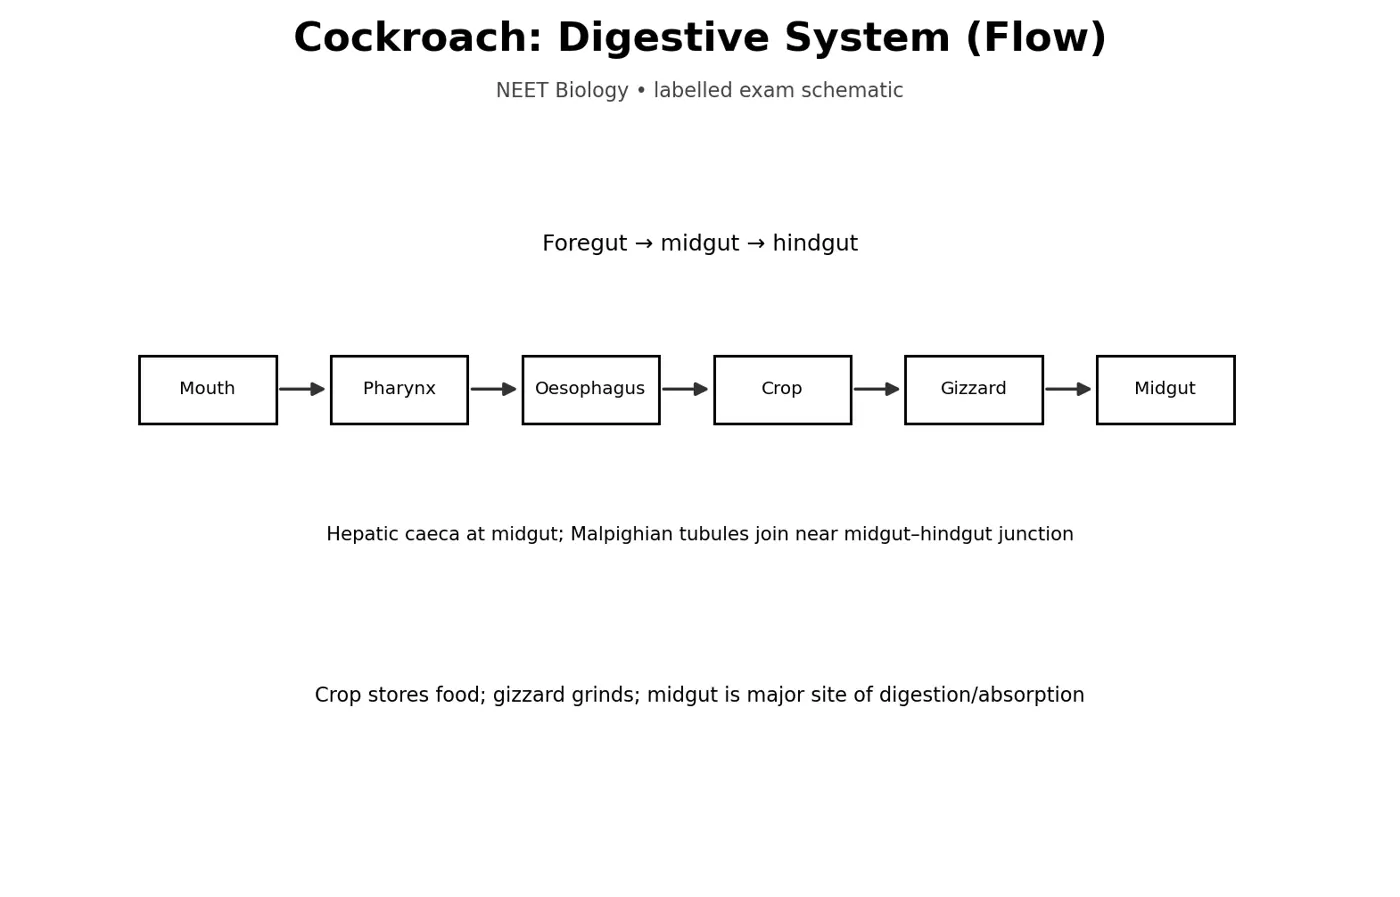 Cockroach: Digestive System (Flow)
NEET Biology • labelled exam schematic
Foregut → midgut → hindgut
Mouth
Pharynx
Oesophagus
Crop
Gizzard
Midgut
Hepatic caeca at midgut; Malpighian tubules join near midgut–hindgut junction
Crop stores food; gizzard grinds; midgut is major site of digestion/absorption